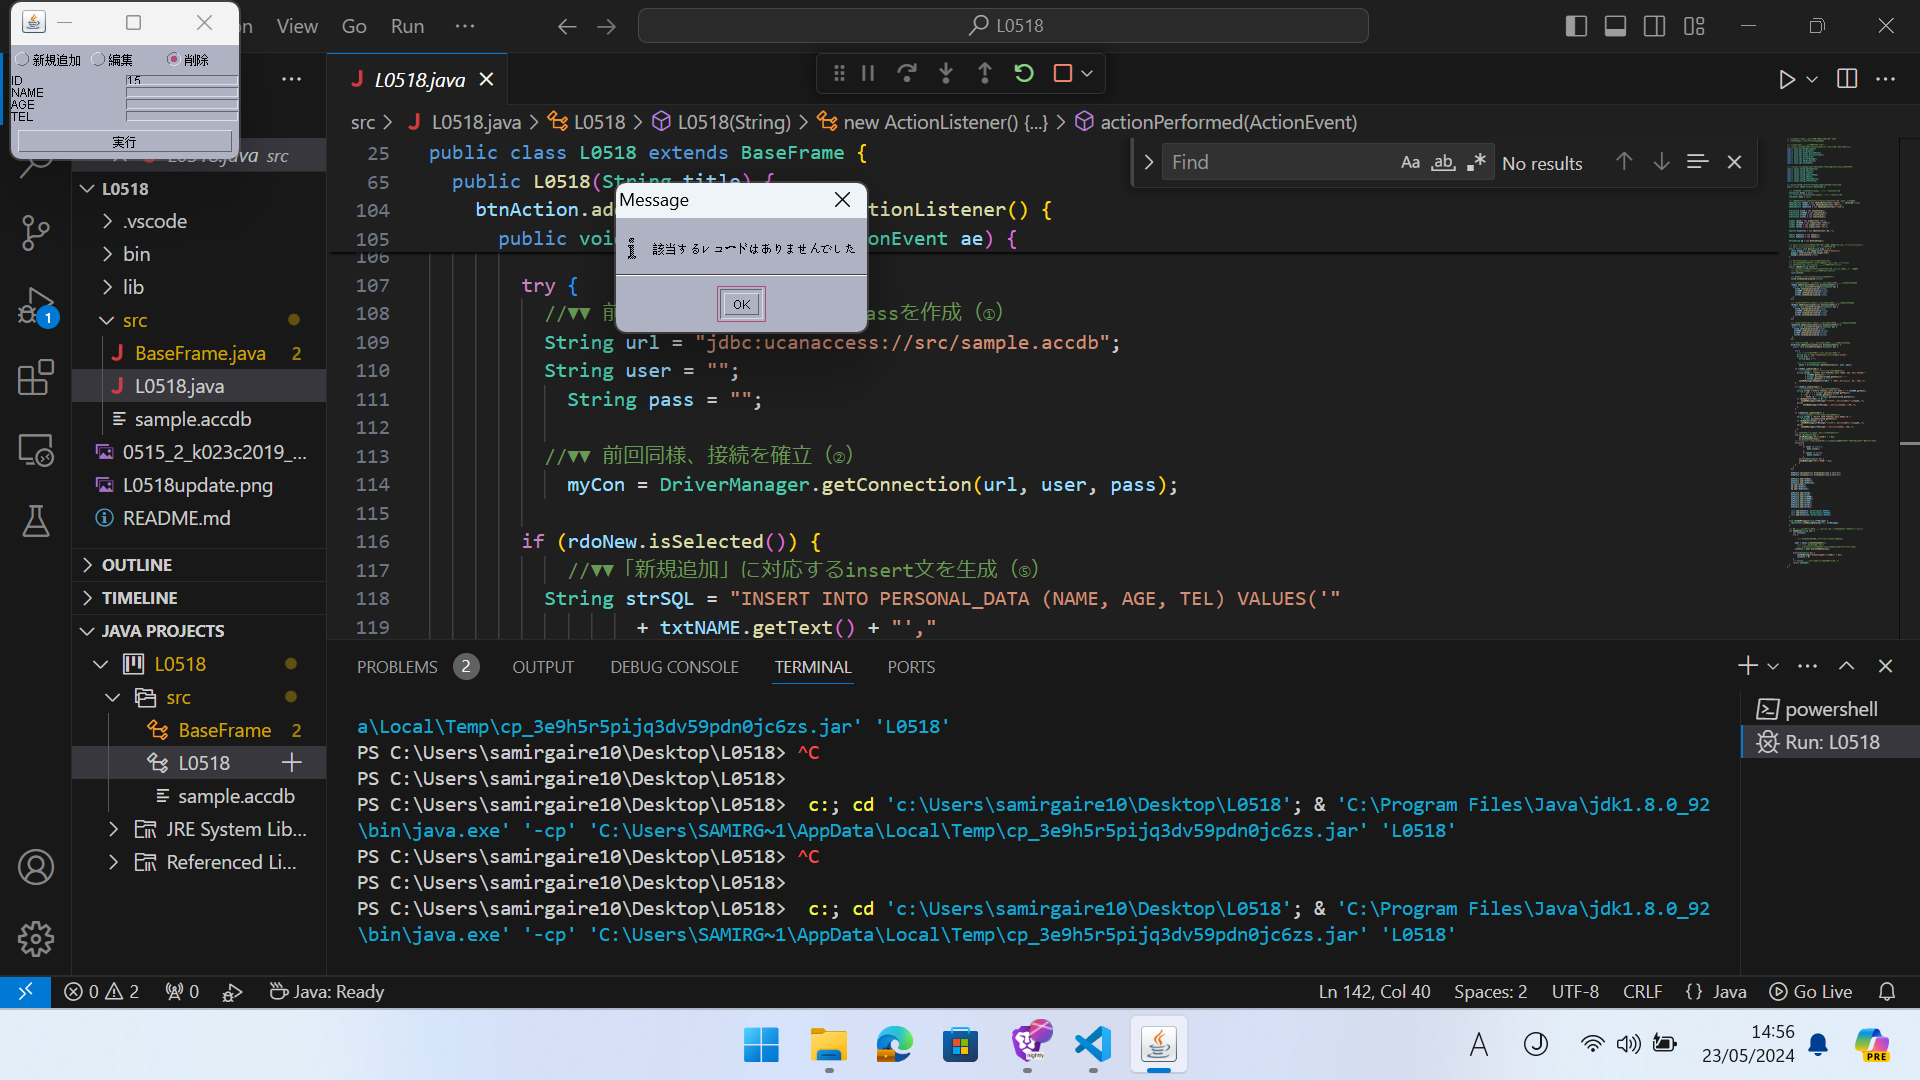 on View Go Run ···
L0518
新規追加 編集 削除
ID 15
NAME
AGE
TEL
実行
L0518.java src
L0518
.vscode
bin
lib
src
BaseFrame.java 2
L0518.java
sample.accdb
0515_2_k023c2019_...
L0518update.png
README.md
OUTLINE
TIMELINE
JAVA PROJECTS
L0518
src
BaseFrame 2
L0518
sample.accdb
JRE System Lib...
Referenced Li...
1
L0518.java
src > L0518.java > L0518 > L0518(String) > new ActionListener() {...} > actionPerformed(ActionEvent)
Find Aa ab No results
25 public class L0518 extends BaseFrame {
65 public L0518(String title) {
104 btnAction.ad tionListener() {
105 public voi onEvent ae) {
106
107 try {
108 //▼▼ 前 assを作成（①）
109 String url = "jdbc:ucanaccess://src/sample.accdb";
110 String user = "";
111 String pass = "";
112
113 //▼▼ 前回同様、接続を確立（②）
114 myCon = DriverManager.getConnection(url, user, pass);
115
116 if (rdoNew.isSelected()) {
117 //▼▼「新規追加」に対応するinsert文を生成（⑤）
118 String strSQL = "INSERT INTO PERSONAL_DATA (NAME, AGE, TEL) VALUES('"
119 + txtNAME.getText() + "',"
Message
該当するレコードはありませんでした
OK
PROBLEMS 2 OUTPUT DEBUG CONSOLE TERMINAL PORTS
a\Local\Temp\cp_3e9h5r5pijq3dv59pdn0jc6zs.jar' 'L0518'
PS C:\Users\samirgaire10\Desktop\L0518> ^C
PS C:\Users\samirgaire10\Desktop\L0518>
PS C:\Users\samirgaire10\Desktop\L0518> c:; cd 'c:\Users\samirgaire10\Desktop\L0518'; & 'C:\Program Files\Java\jdk1.8.0_92
\bin\java.exe' '-cp' 'C:\Users\SAMIRG~1\AppData\Local\Temp\cp_3e9h5r5pijq3dv59pdn0jc6zs.jar' 'L0518'
PS C:\Users\samirgaire10\Desktop\L0518> ^C
PS C:\Users\samirgaire10\Desktop\L0518>
PS C:\Users\samirgaire10\Desktop\L0518> c:; cd 'c:\Users\samirgaire10\Desktop\L0518'; & 'C:\Program Files\Java\jdk1.8.0_92
\bin\java.exe' '-cp' 'C:\Users\SAMIRG~1\AppData\Local\Temp\cp_3e9h5r5pijq3dv59pdn0jc6zs.jar' 'L0518'
powershell
Run: L0518
0 2 0 Java: Ready
Ln 142, Col 40 Spaces: 2 UTF-8 CRLF {} Java Go Live
nightly
A J
14:56
23/05/2024
PRE